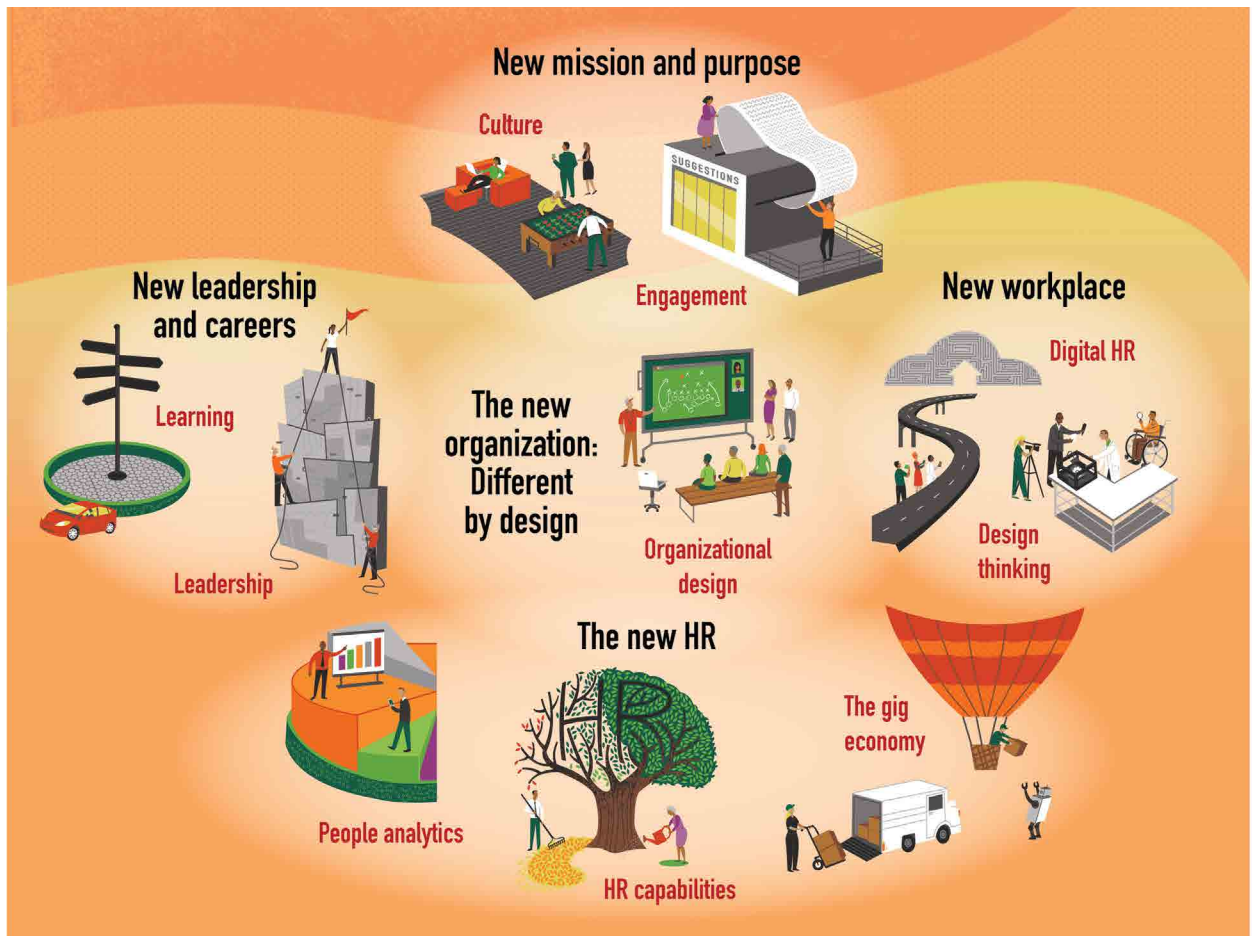 New mission and purpose
Culture
SUGGESTIONS
Engagement
New leadership
and careers
Learning
Leadership
The new
organization:
Different
by design
Organizational
design
New workplace
Digital HR
Design
thinking
The new HR
People analytics
HR
HR capabilities
The gig
economy